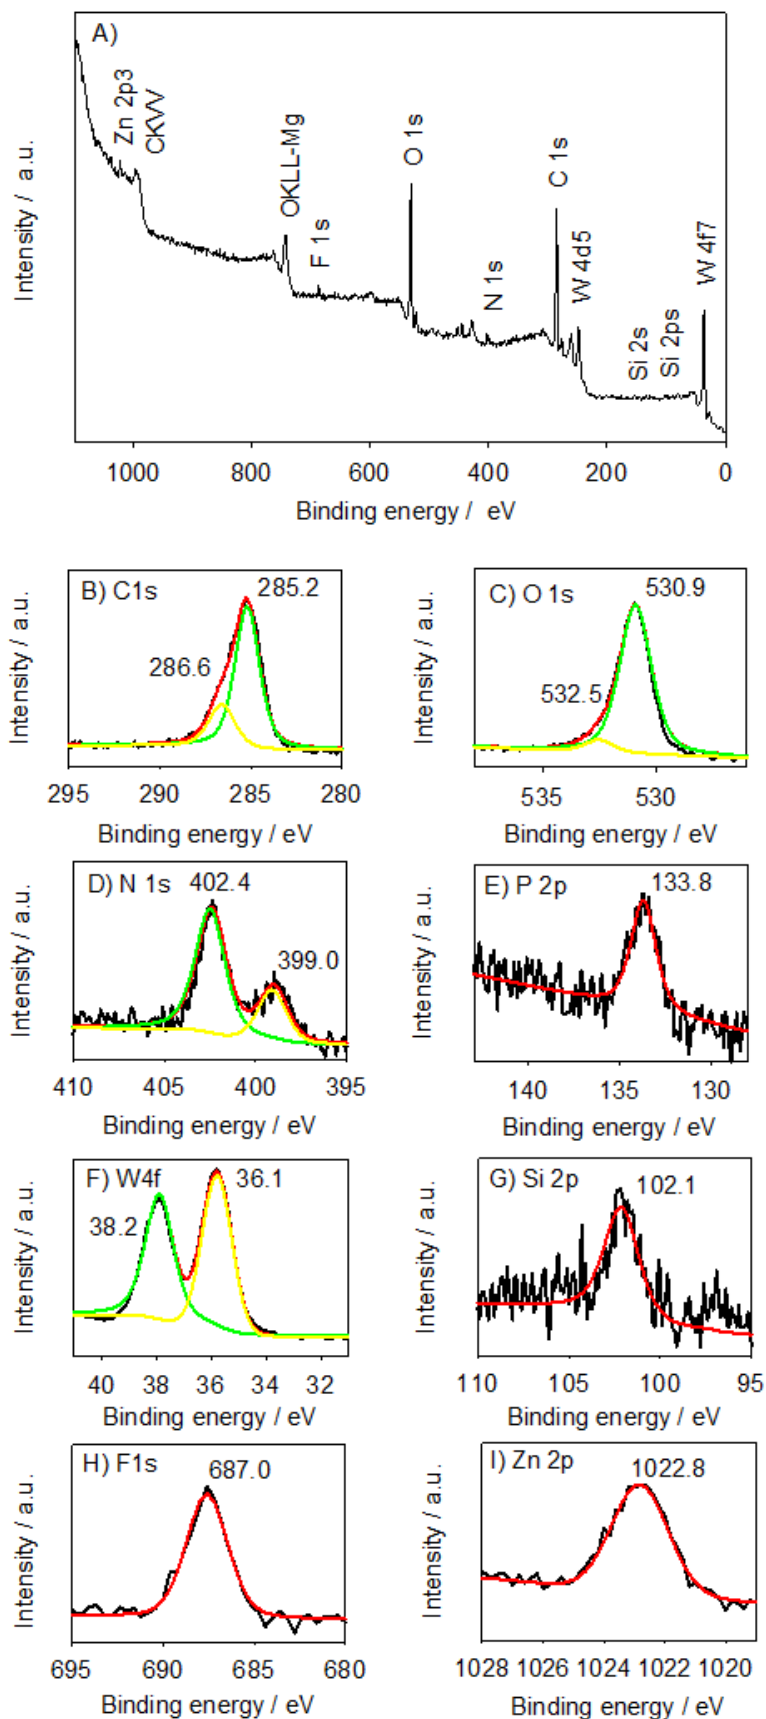 A)
Zn 2p3
CKVV
OKLL-Mg
F 1s
O 1s
N 1s
C 1s
W 4d5
Si 2s
Si 2ps
W 4f7
Intensity / a.u.
1000 800 600 400 200 0
Binding energy / eV
B) C1s
285.2
286.6
Intensity / a.u.
295 290 285 280
Binding energy / eV
C) O 1s
530.9
532.5
Intensity / a.u.
535 530
Binding energy / eV
D) N 1s
402.4
399.0
Intensity / a.u.
410 405 400 395
Binding energy / eV
E) P 2p
133.8
Intensity / a.u.
140 135 130
Binding energy / eV
F) W4f
36.1
38.2
Intensity / a.u.
40 38 36 34 32
Binding energy / eV
G) Si 2p
102.1
Intensity / a.u.
110 105 100 95
Binding energy / eV
H) F1s
687.0
Intensity / a.u.
695 690 685 680
Binding energy / eV
I) Zn 2p
1022.8
Intensity / a.u.
1028 1026 1024 1022 1020
Binding energy / eV